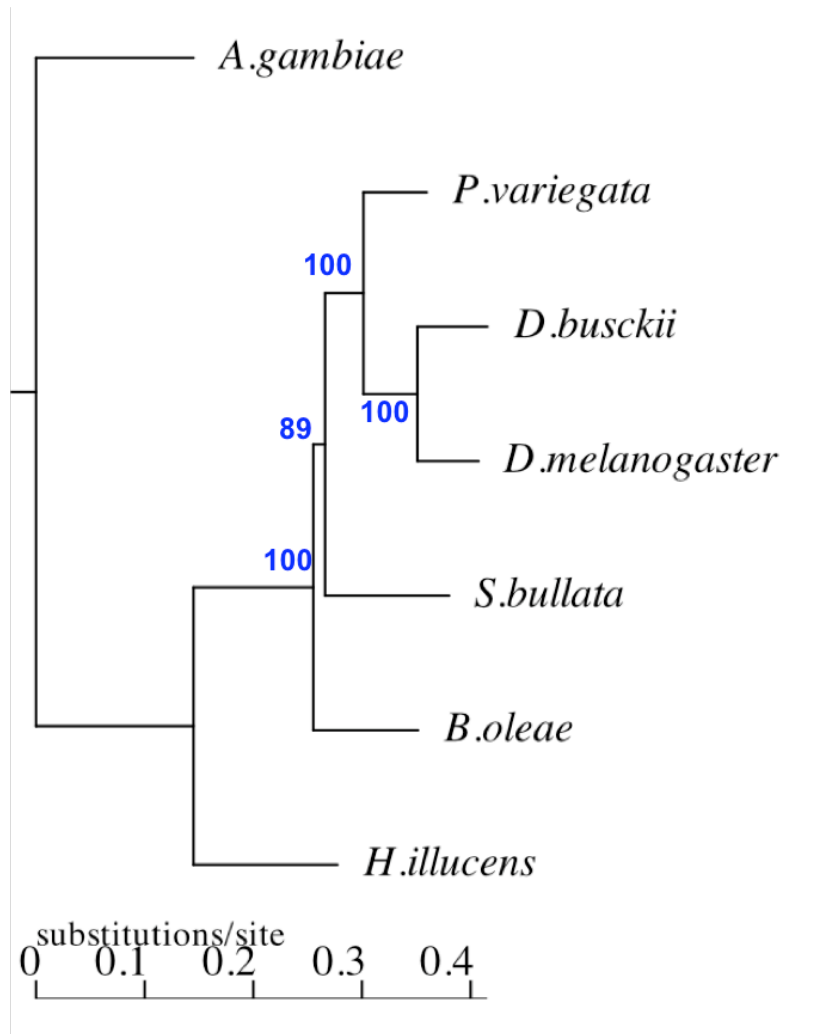 A.gambiae
P.variegata
100
D.busckii
100
89
D.melanogaster
100
S.bullata
B.oleae
H.illucens
substitutions/site
0 0.1 0.2 0.3 0.4